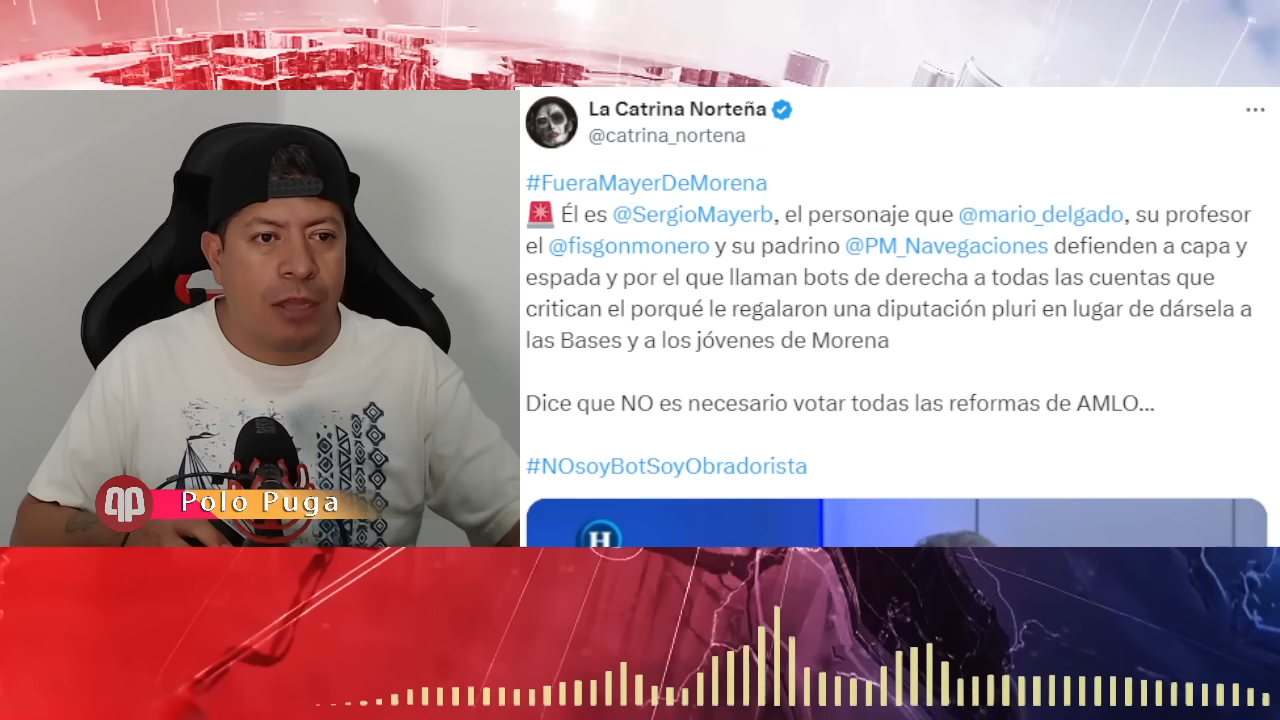 La Catrina Norteña
@catrina_nortena
#FueraMayerDeMorena
🚨 Él es @SergioMayerb, el personaje que @mario_delgado, su profesor
el @fisgonmonero y su padrino @PM_Navegaciones defienden a capa y
espada y por el que llaman bots de derecha a todas las cuentas que
critican el porqué le regalaron una diputación pluri en lugar de dársela a
las Bases y a los jóvenes de Morena
Dice que NO es necesario votar todas las reformas de AMLO...
#NOsoyBotSoyObradorista
H
Polo Puga